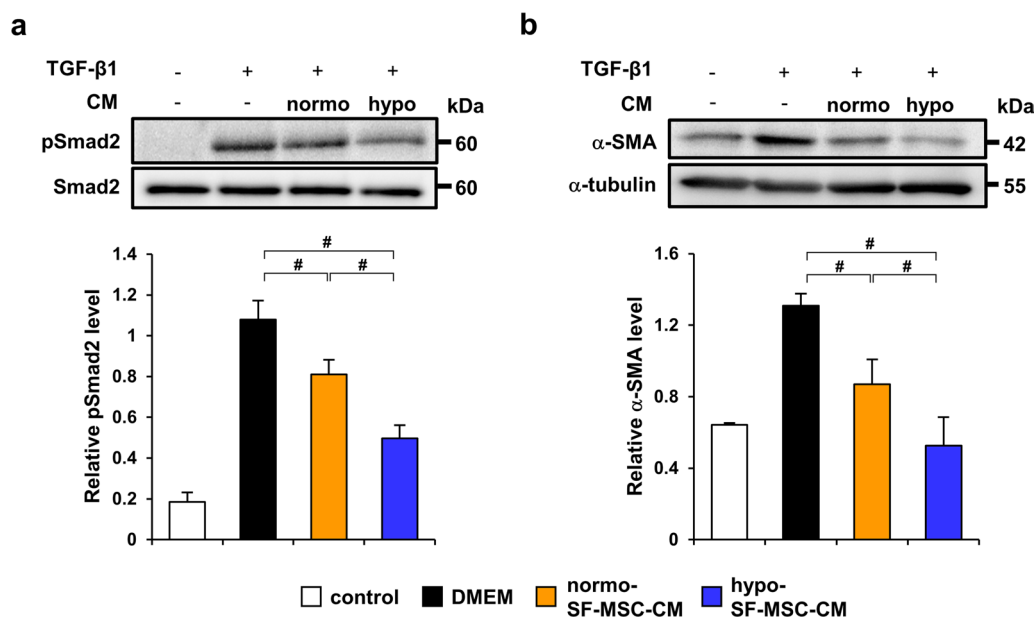 a
TGF-β1 - + + +
CM - - normo hypo kDa
pSmad2 60
Smad2 60
#
# #
Relative pSmad2 level
1.4
1.2
1
0.8
0.6
0.4
0.2
0
b
TGF-β1 - + + +
CM - - normo hypo kDa
α-SMA 42
α-tubulin 55
#
# #
Relative α-SMA level
1.6
1.2
0.8
0.4
0
control
DMEM
normo-
SF-MSC-CM
hypo-
SF-MSC-CM